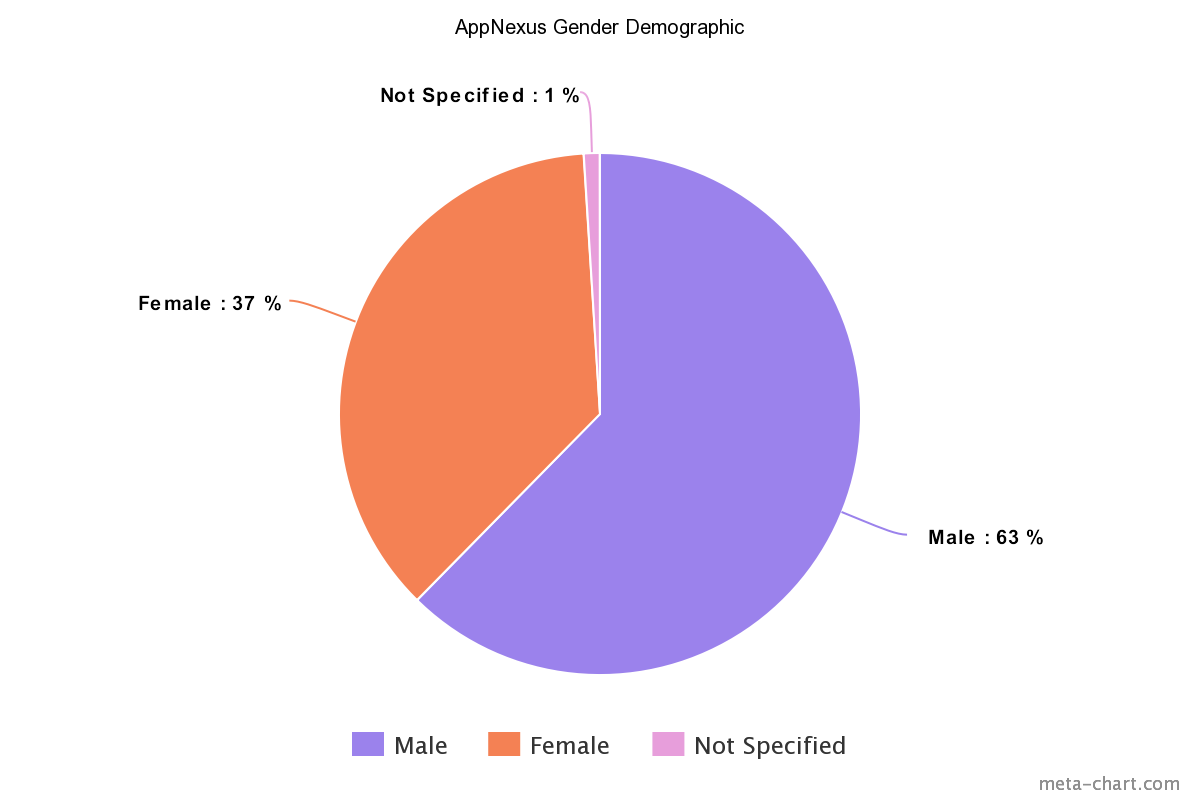 AppNexus Gender Demographic
Not Specified : 1 %
Female : 37 %
Male : 63 %
Male Female Not Specified
meta-chart.com